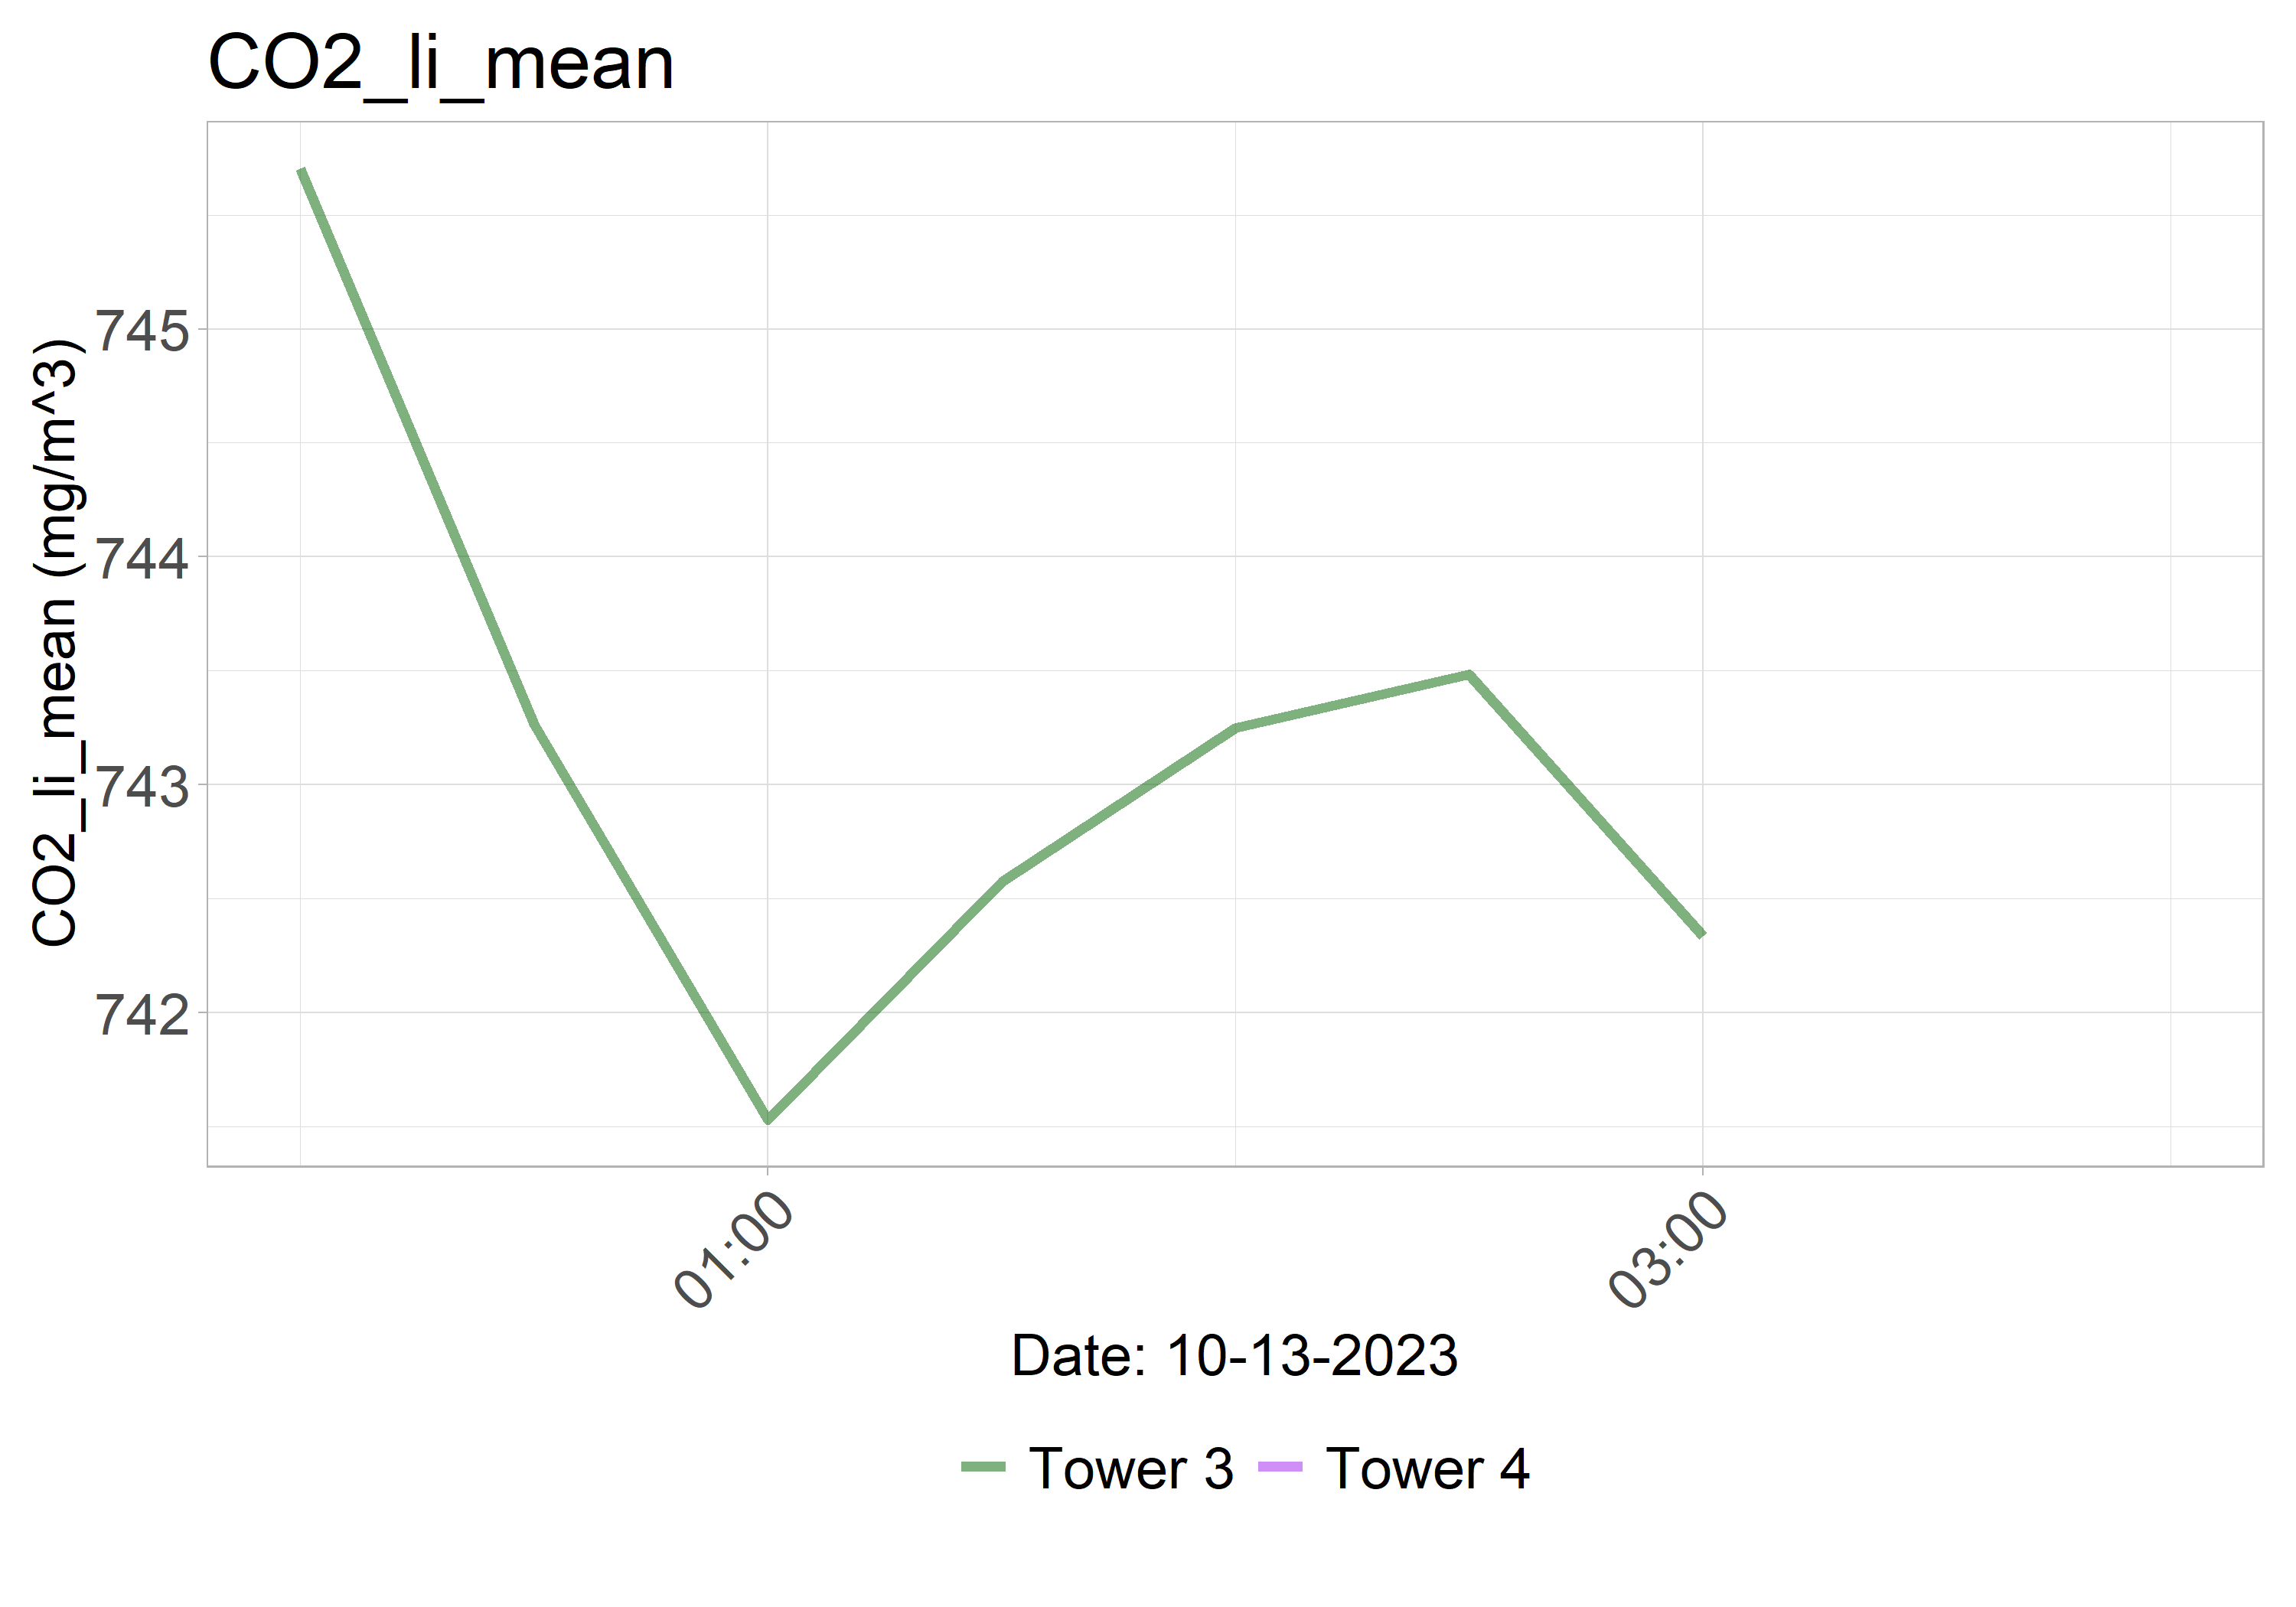 CO2_li_mean
CO2_li_mean (mg/m^3)
745
744
743
742
01:00
03:00
Date: 10-13-2023
Tower 3
Tower 4